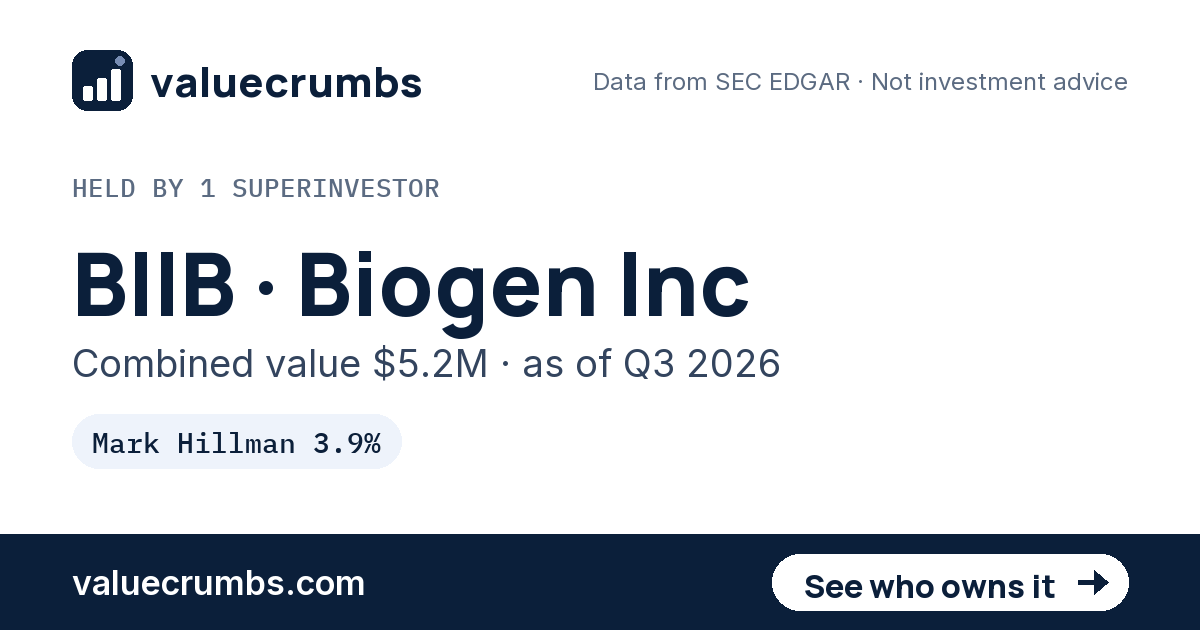 valuecrumbs
Data from SEC EDGAR · Not investment advice
HELD BY 1 SUPERINVESTOR
BIIB · Biogen Inc
Combined value $5.2M · as of Q3 2026
Mark Hillman 3.9%
valuecrumbs.com
See who owns it →